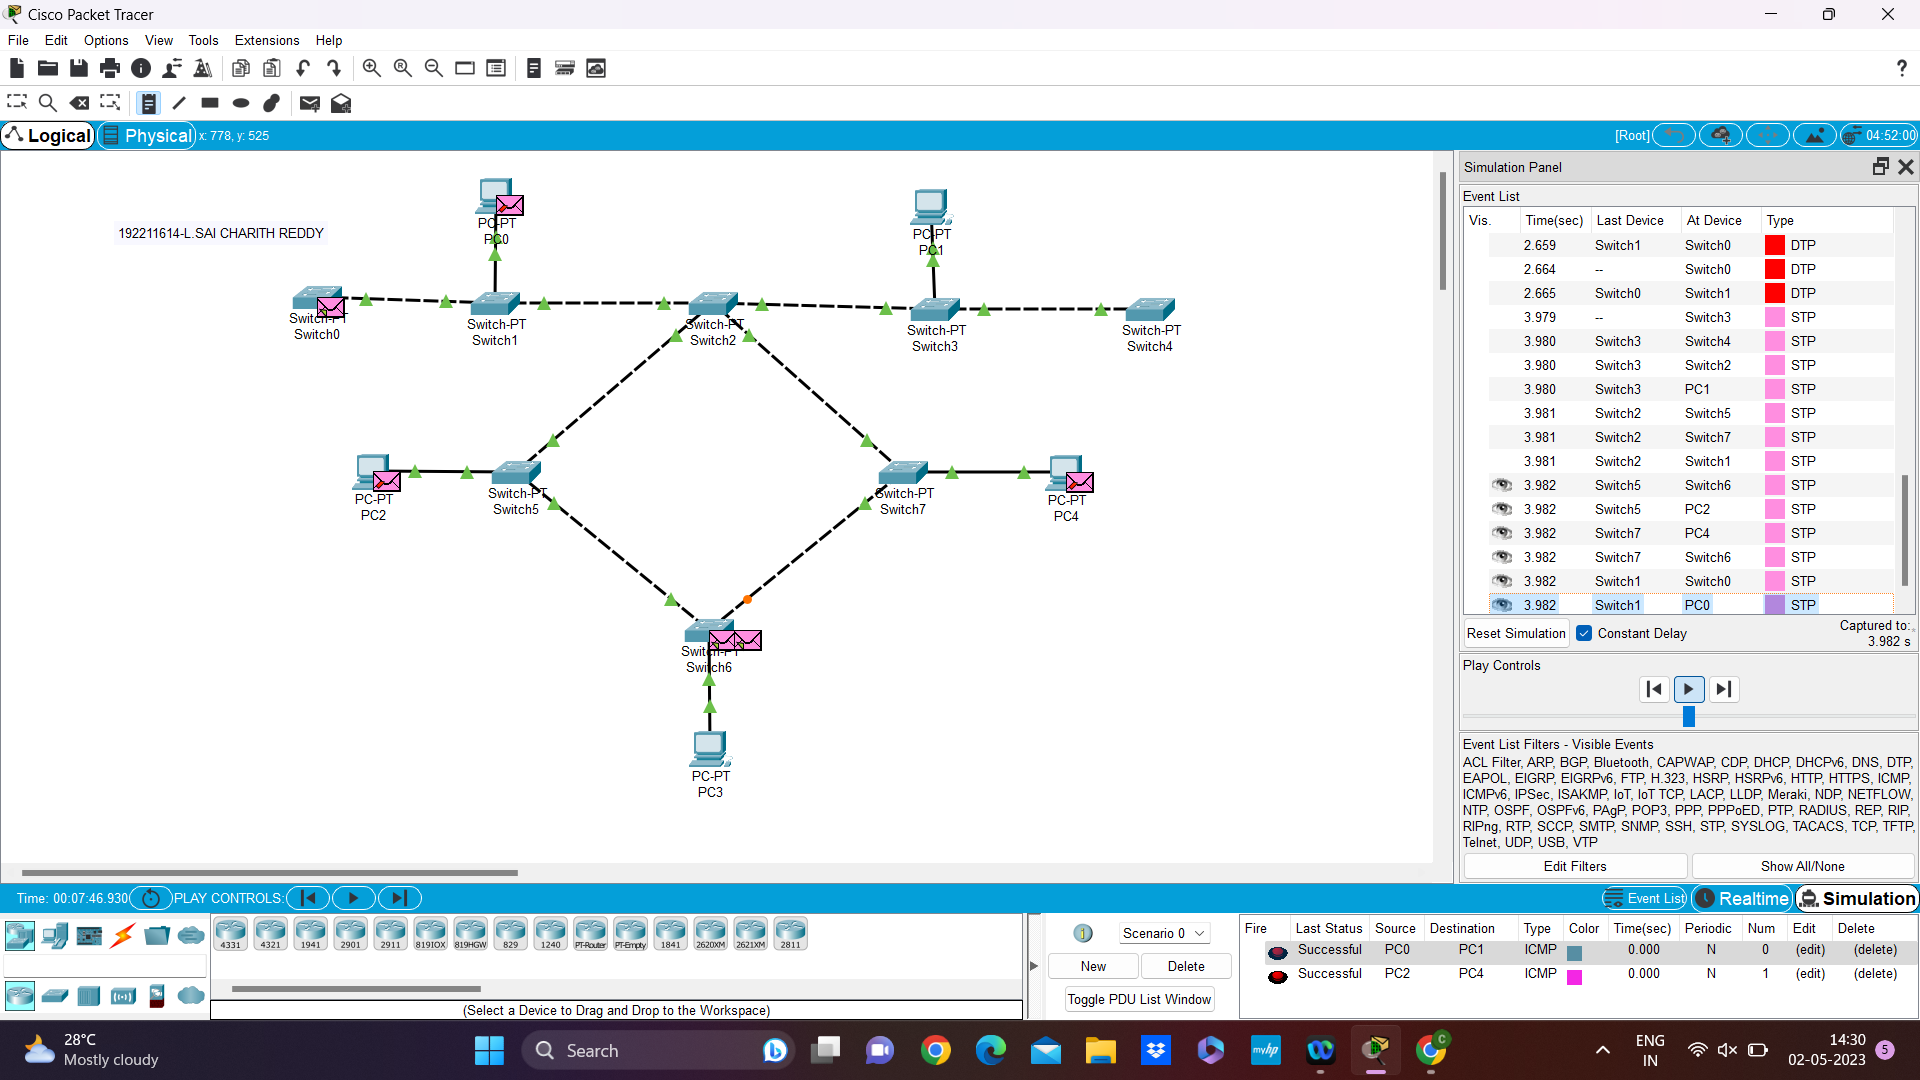 Cisco Packet Tracer
File Edit Options View Tools Extensions Help
Logical Physical x: 778, y: 525 [Root] 04:52:00
192211614-L.SAI CHARITH REDDY
PC-PT
PC0
PC-PT
PC1
Switch-PT
Switch0
Switch-PT
Switch1
Switch-PT
Switch2
Switch-PT
Switch3
Switch-PT
Switch4
PC-PT
PC2
Switch-PT
Switch5
Switch-PT
Switch7
PC-PT
PC4
Switch-PT
Switch6
PC-PT
PC3
Simulation Panel
Event List
Vis. Time(sec) Last Device At Device Type
2.659 Switch1 Switch0 DTP
2.664 -- Switch0 DTP
2.665 Switch0 Switch1 DTP
3.979 -- Switch3 STP
3.980 Switch3 Switch4 STP
3.980 Switch3 Switch2 STP
3.980 Switch3 PC1 STP
3.981 Switch2 Switch5 STP
3.981 Switch2 Switch7 STP
3.981 Switch2 Switch1 STP
3.982 Switch5 Switch6 STP
3.982 Switch5 PC2 STP
3.982 Switch7 PC4 STP
3.982 Switch7 Switch6 STP
3.982 Switch1 Switch0 STP
3.982 Switch1 PC0 STP
Reset Simulation Constant Delay Captured to:
3.982 s
Play Controls
Event List Filters - Visible Events
ACL Filter, ARP, BGP, Bluetooth, CAPWAP, CDP, DHCP, DHCPv6, DNS, DTP,
EAPOL, EIGRP, EIGRPv6, FTP, H.323, HSRP, HSRPv6, HTTP, HTTPS, ICMP,
ICMPv6, IPSec, ISAKMP, IoT, IoT TCP, LACP, LLDP, Meraki, NDP, NETFLOW,
NTP, OSPF, OSPFv6, PAgP, POP3, PPP, PPPoED, PTP, RADIUS, REP, RIP,
RIPng, RTP, SCCP, SMTP, SNMP, SSH, STP, SYSLOG, TACACS, TCP, TFTP,
Telnet, UDP, USB, VTP
Edit Filters Show All/None
Time: 00:07:46.930 PLAY CONTROLS: Event List Realtime Simulation
4331 4321 1941 2901 2911 819IOX 819HGW 829 1240 PT-Router PT-Empty 1841 2620XM 2621XM 2811
(Select a Device to Drag and Drop to the Workspace)
Scenario 0
New Delete
Toggle PDU List Window
Fire Last Status Source Destination Type Color Time(sec) Periodic Num Edit Delete
Successful PC0 PC1 ICMP 0.000 N 0 (edit) (delete)
Successful PC2 PC4 ICMP 0.000 N 1 (edit) (delete)
28°C
Mostly cloudy
Search
myhp
C
ENG
IN
14:30
02-05-2023
5